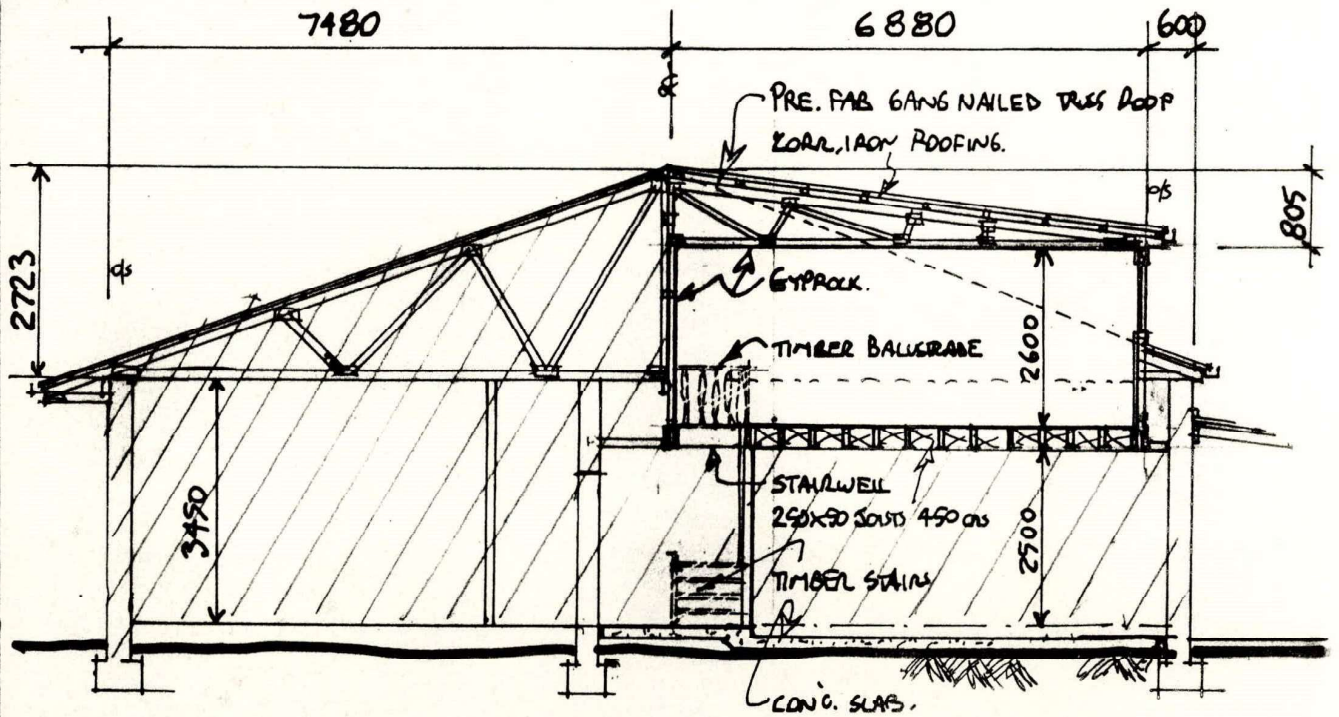 7480
6880
600
PRE. FAB GANG NAILED TRUSS ROOF
CORR. IRON ROOFING.
o/s
o/s
805
2723
GYPROCK.
TIMBER BALUSTRADE
2600
STAIRWELL
250x50 JOISTS 450 crs
3450
2500
TIMBER STAIRS
CONC. SLAB.